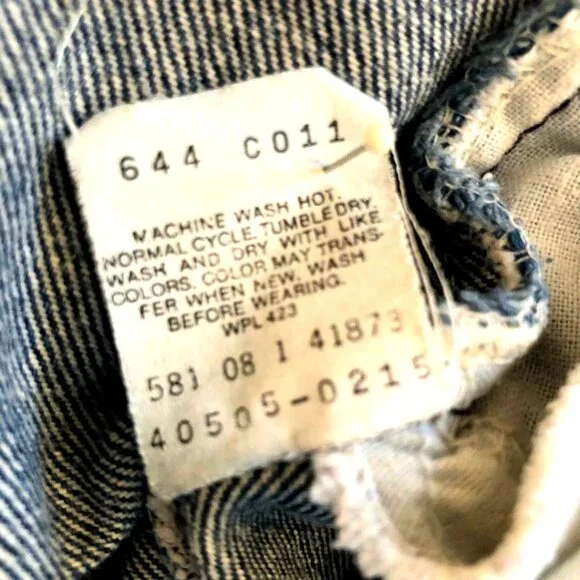 644 C011
MACHINE WASH HOT.
NORMAL CYCLE.TUMBLE DRY.
WASH AND DRY WITH LIKE
COLORS. COLOR MAY TRANS-
FER WHEN NEW. WASH
BEFORE WEARING.
WPL 423
581 08 1 41873
40505-0215